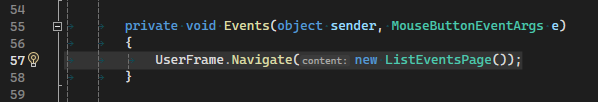 54
55 private void Events(object sender, MouseButtonEventArgs e)
56 {
57 UserFrame.Navigate(content: new ListEventsPage());
58 }
59